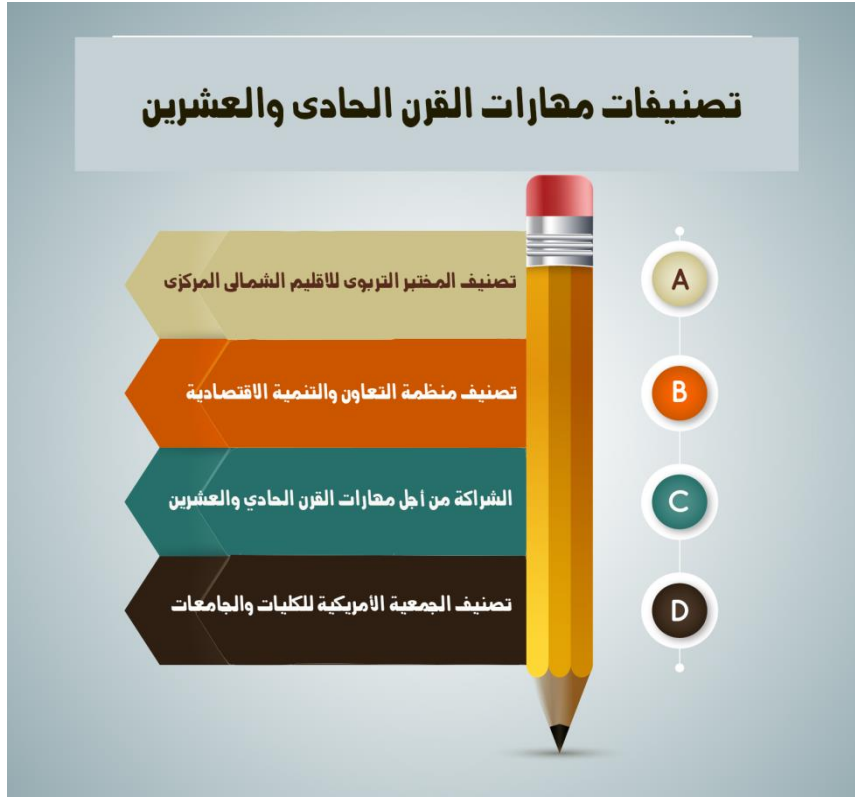 تصنيفات مهارات القرن الحادى والعشرين
تصنيف المختبر التربوى للاقليم الشمالى المركزى
A
تصنيف منظمة التعاون والتنمية الاقتصادية
B
الشراكة من أجل مهارات القرن الحادي والعشرين
C
تصنيف الجمعية الأمريكية للكليات والجامعات
D